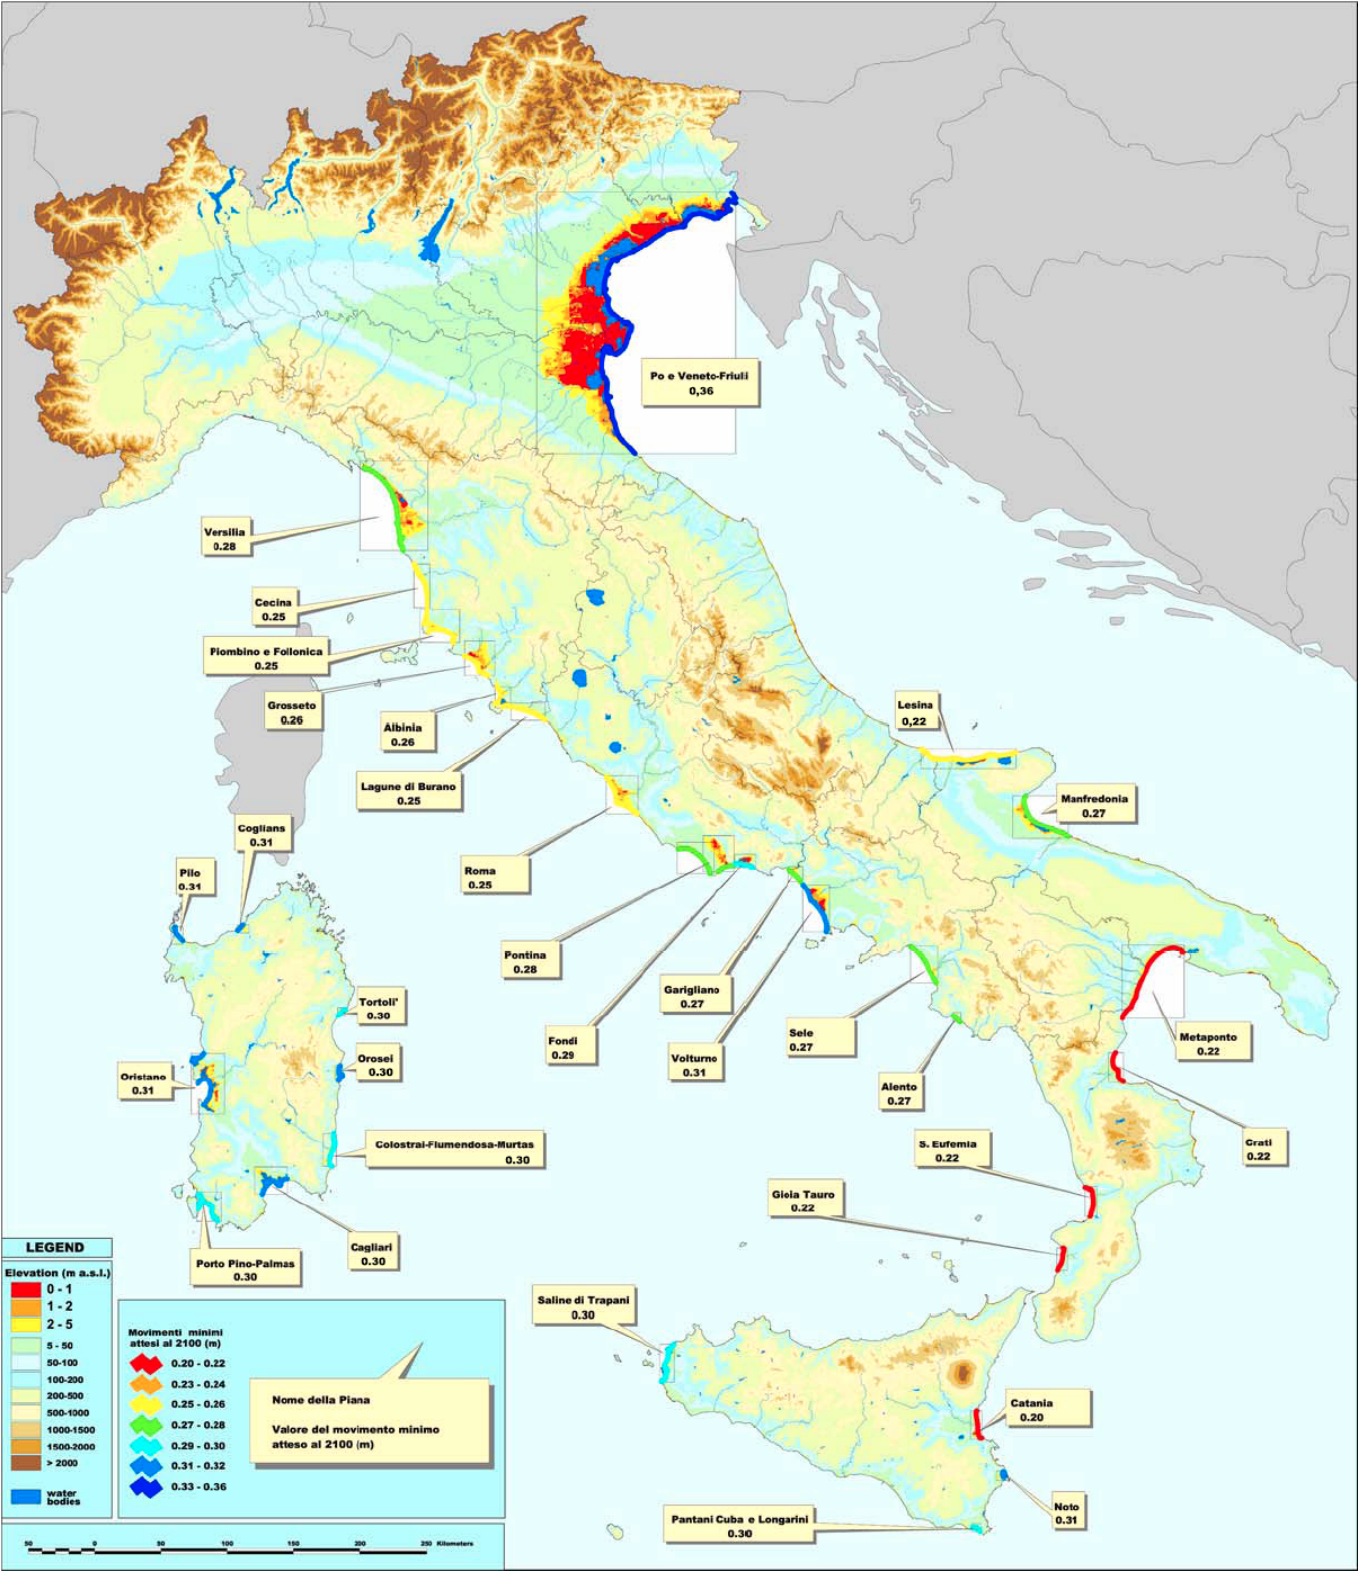 Po e Veneto-Friuli
0,36
Versilia
0.28
Cecina
0.25
Piombino e Follonica
0.25
Grosseto
0.26
Albinia
0.26
Lagune di Burano
0.25
Lesina
0,22
Manfredonia
0.27
Coglians
0.31
Pilo
0.31
Roma
0.25
Pontina
0.28
Garigliano
0.27
Fondi
0.29
Volturno
0.31
Sele
0.27
Alento
0.27
Metaponto
0.22
Crati
0.22
S. Eufemia
0.22
Gioia Tauro
0.22
Tortoli'
0.30
Orosei
0.30
Oristano
0.31
Colostrai-Flumendosa-Murtas
0.30
Cagliari
0.30
Porto Pino-Palmas
0.30
Saline di Trapani
0.30
Catania
0.20
Noto
0.31
Pantani Cuba e Longarini
0.30
LEGEND
Elevation (m a.s.l.)
0 - 1
1 - 2
2 - 5
5 - 50
50-100
100-200
200-500
500-1000
1000-1500
1500-2000
> 2000
water
bodies
Movimenti minimi
attesi al 2100 (m)
0.20 - 0.22
0.23 - 0.24
0.25 - 0.26
0.27 - 0.28
0.29 - 0.30
0.31 - 0.32
0.33 - 0.36
Nome della Piana
Valore del movimento minimo
atteso al 2100 (m)
50 0 50 100 150 200 250 Kilometers